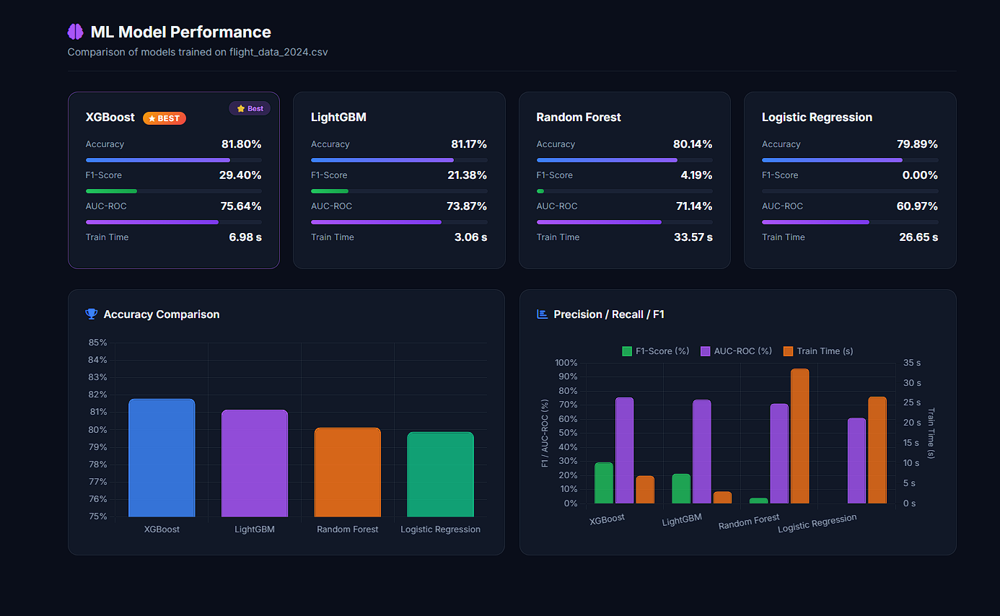 ML Model Performance
Comparison of models trained on flight_data_2024.csv
XGBoost BEST Best
Accuracy 81.80%
F1-Score 29.40%
AUC-ROC 75.64%
Train Time 6.98 s
LightGBM
Accuracy 81.17%
F1-Score 21.38%
AUC-ROC 73.87%
Train Time 3.06 s
Random Forest
Accuracy 80.14%
F1-Score 4.19%
AUC-ROC 71.14%
Train Time 33.57 s
Logistic Regression
Accuracy 79.89%
F1-Score 0.00%
AUC-ROC 60.97%
Train Time 26.65 s
Accuracy Comparison
85%
84%
83%
82%
81%
80%
79%
78%
77%
76%
75%
XGBoost LightGBM Random Forest Logistic Regression
Precision / Recall / F1
F1-Score (%) AUC-ROC (%) Train Time (s)
F1 / AUC-ROC (%)
100%
90%
80%
70%
60%
50%
40%
30%
20%
10%
0%
35 s
30 s
25 s
20 s
15 s
10 s
5 s
0 s
Train Time (s)
XGBoost LightGBM Random Forest Logistic Regression